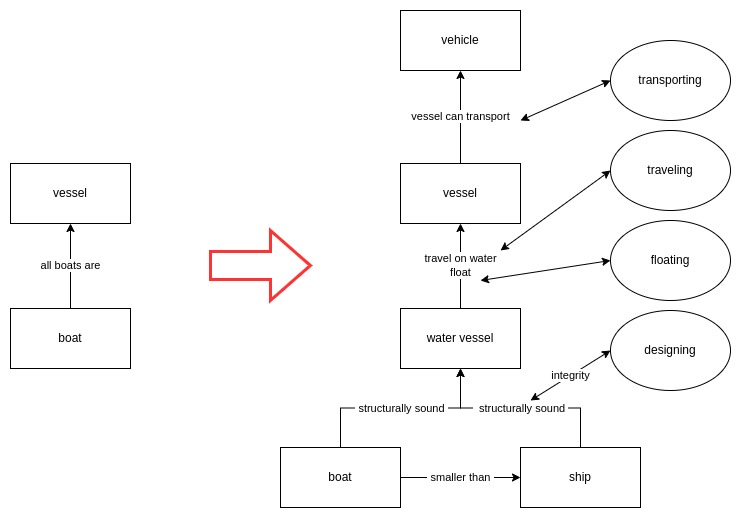 vehicle
transporting
vessel can transport
traveling
vessel
vessel
travel on water
float
floating
all boats are
boat
water vessel
designing
integrity
structurally sound
structurally sound
boat
smaller than
ship